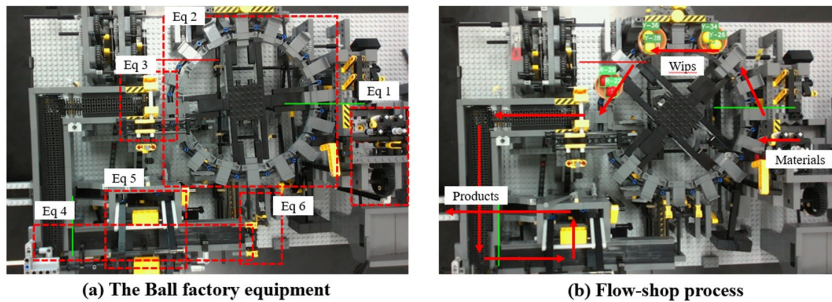 Eq 2
Eq 3
Eq 1
Eq 5
Eq 4
Eq 6
(a) The Ball factory equipment
Y-34
Wips
Materials
Products
(b) Flow-shop process